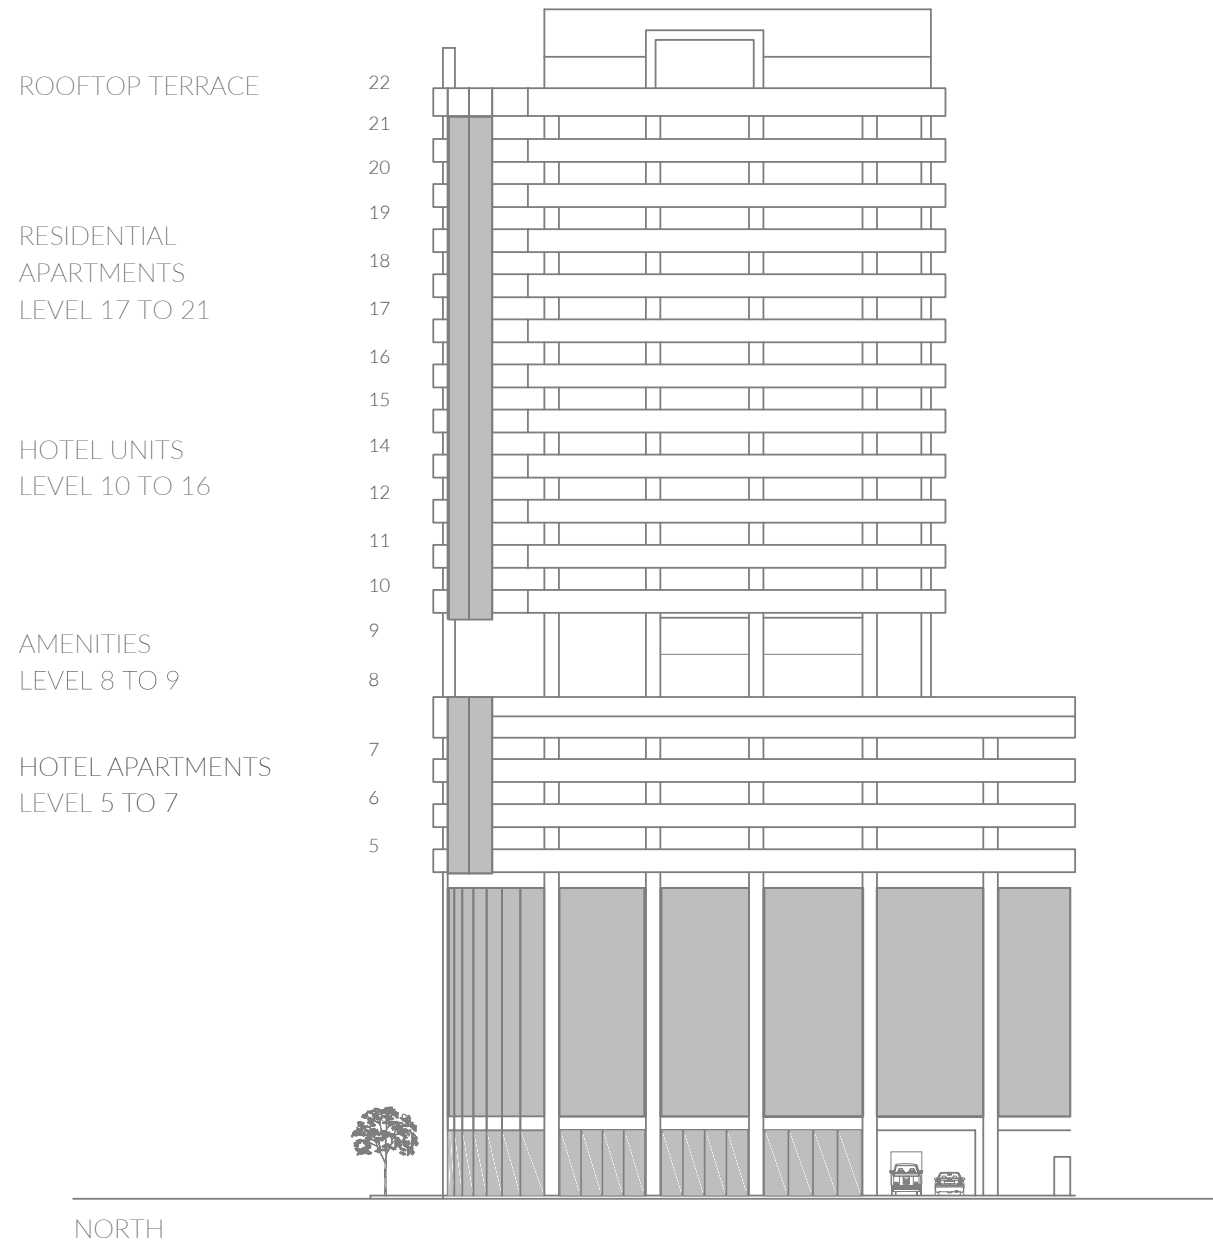 ROOFTOP TERRACE
22
21
20
RESIDENTIAL
APARTMENTS
LEVEL 17 TO 21
19
18
17
16
15
HOTEL UNITS
LEVEL 10 TO 16
14
12
11
10
AMENITIES
LEVEL 8 TO 9
9
8
HOTEL APARTMENTS
LEVEL 5 TO 7
7
6
5
NORTH